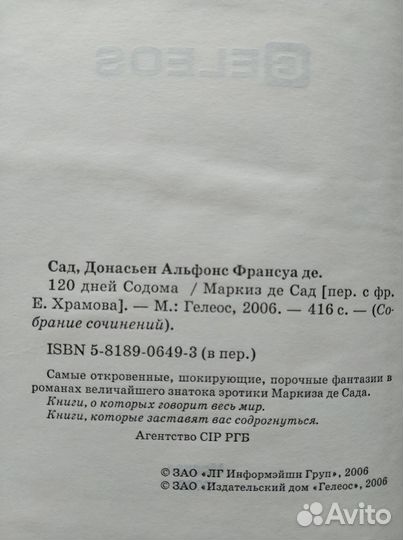 GELEOS
Сад, Донасьен Альфонс Франсуа де.
120 дней Содома / Маркиз де Сад [пер. с фр.
Е. Храмова]. — М.: Гелеос, 2006. — 416 с. — (Со-
брание сочинений).
ISBN 5-8189-0649-3 (в пер.)
Самые откровенные, шокирующие, порочные фантазии в
романах величайшего знатока эротики Маркиза де Сада.
Книги, о которых говорит весь мир.
Книги, которые заставят вас содрогнуться.
Агентство CIP РГБ
© ЗАО «ЛГ Информэйшн Груп», 2006
© ЗАО «Издательский дом «Гелеос», 2006
Avito